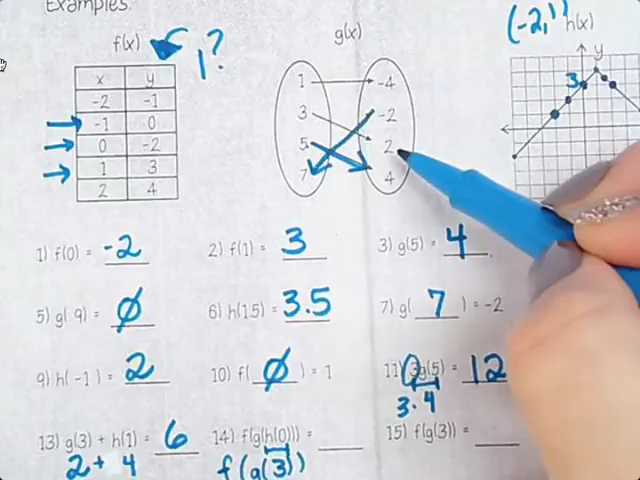 Examples:
(-2, 1)
h(x)
f(x)
1?
g(x)
y
x y
-2 -1
-1 0
0 -2
1 3
2 4
1 -4
3 -2
5 2
7 4
3
1) f(0) = -2
2) f(1) = 3
3) g(5) = 4
5) g(-9) = Ø
6) h(1.5) = 3.5
7) g( 7 ) = -2
9) h(-1) = 2
10) f( Ø ) = 1
11) 3g(5) = 12
3·4
13) g(3) + h(1) = 6
2 + 4
14) f(g(h(0))) = ____
f(g(3))
15) f(g(3)) = ____